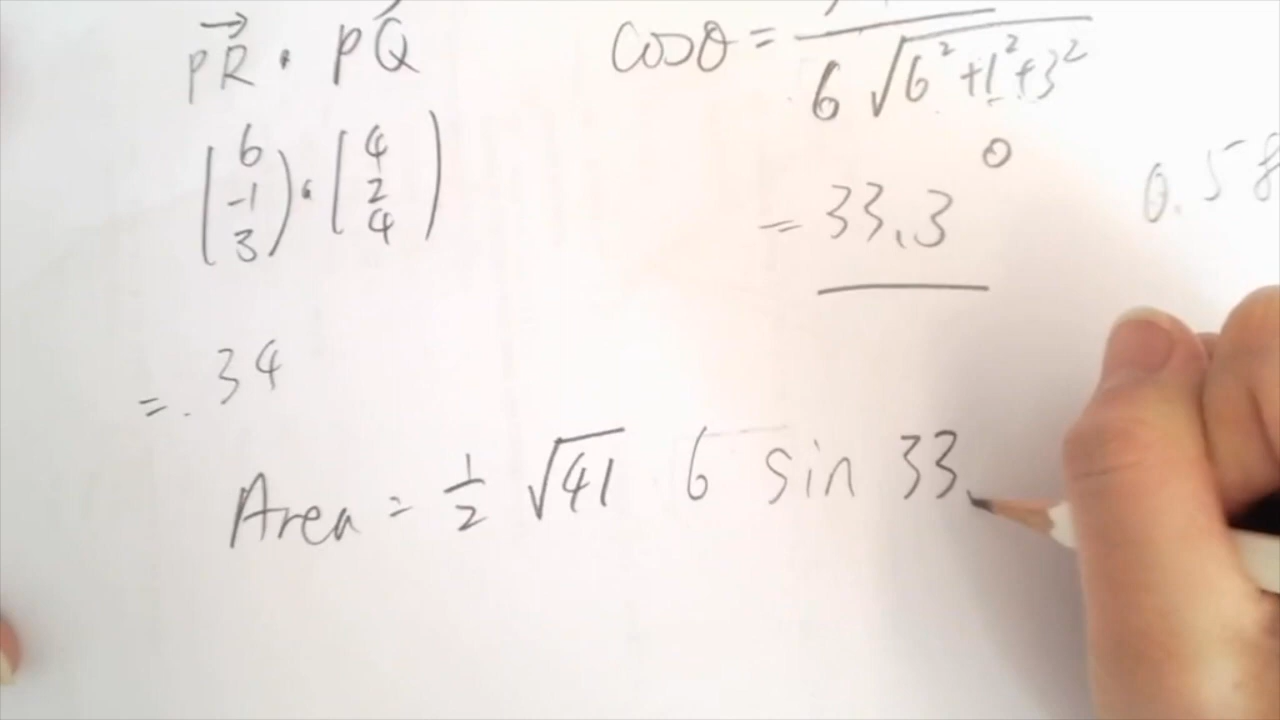 PR · PQ
cosθ = 6 √6²+1²+3²
(6 -1 3) · (4 2 4)
= 33.3°
0.58
= 34
Area = 1/2 √41 6 sin 33.